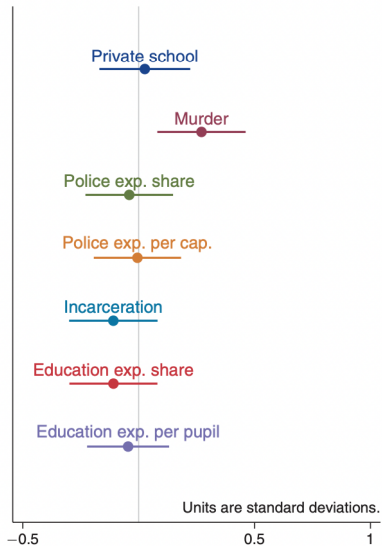 Private school
Murder
Police exp. share
Police exp. per cap.
Incarceration
Education exp. share
Education exp. per pupil
Units are standard deviations.
−0.5 0.5 1